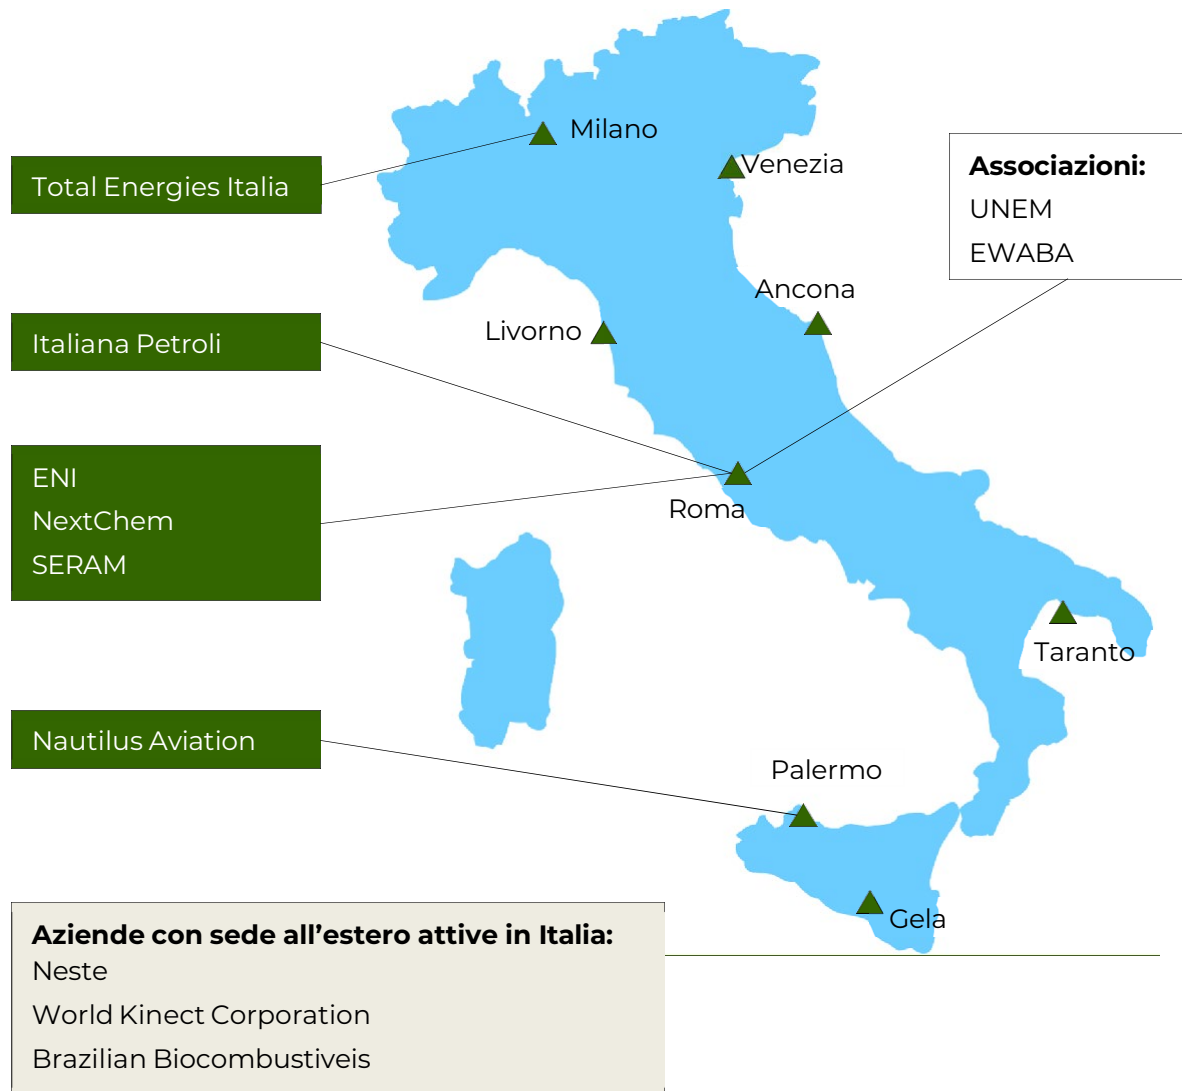 Milano
Venezia
Total Energies Italia
Associazioni:
UNEM
EWABA
Ancona
Livorno
Italiana Petroli
ENI
NextChem
SERAM
Roma
Taranto
Nautilus Aviation
Palermo
Gela
Aziende con sede all’estero attive in Italia:
Neste
World Kinect Corporation
Brazilian Biocombustiveis